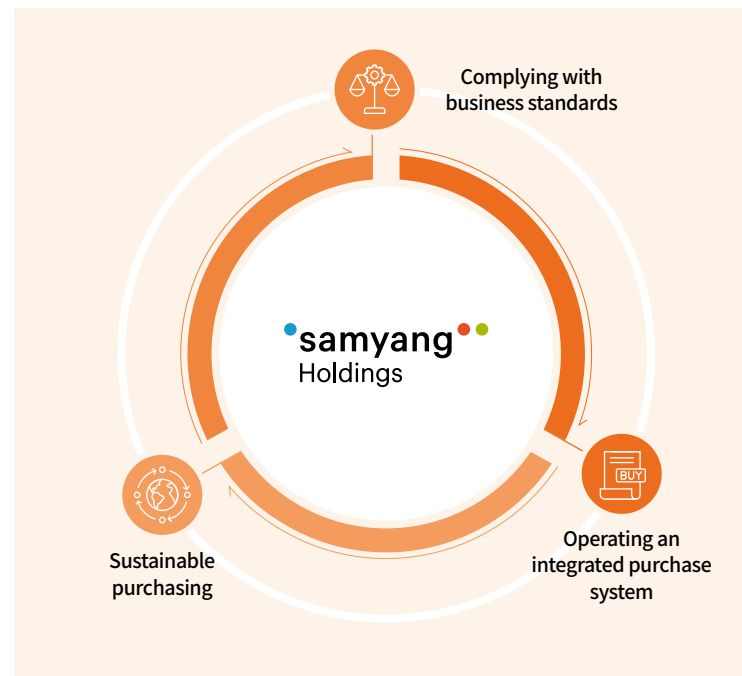 Complying with
business standards
samyang
Holdings
BUY
Operating an
integrated purchase
system
Sustainable
purchasing